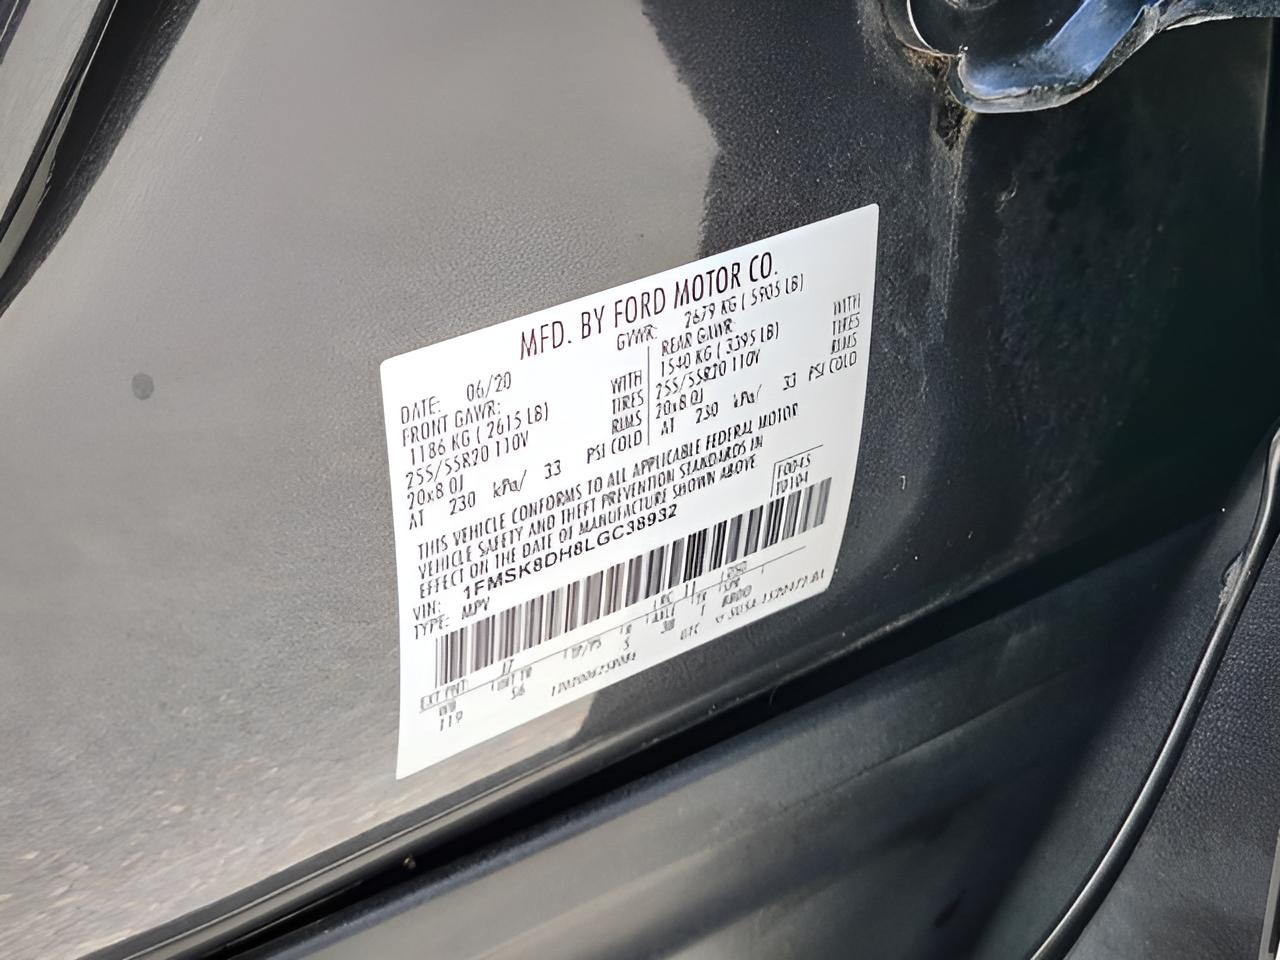 MFD. BY FORD MOTOR CO.
DATE: 06/20 GVWR: 2679 KG ( 5905 LB)
FRONT GAWR: REAR GAWR:
1186 KG ( 2615 LB) WITH 1540 KG ( 3395 LB) WITH
255/55R20 110V TIRES 255/55R20 110V TIRES
20x8.0J RIMS 20x8.0J RIMS
AT 230 kPa/ 33 PSI COLD AT 230 kPa/ 33 PSI COLD
THIS VEHICLE CONFORMS TO ALL APPLICABLE FEDERAL MOTOR
VEHICLE SAFETY AND THEFT PREVENTION STANDARDS IN
EFFECT ON THE DATE OF MANUFACTURE SHOWN ABOVE.
VIN: 1FMSK8DH8LGC38932
TYPE: MPV
EXT PNT:
119